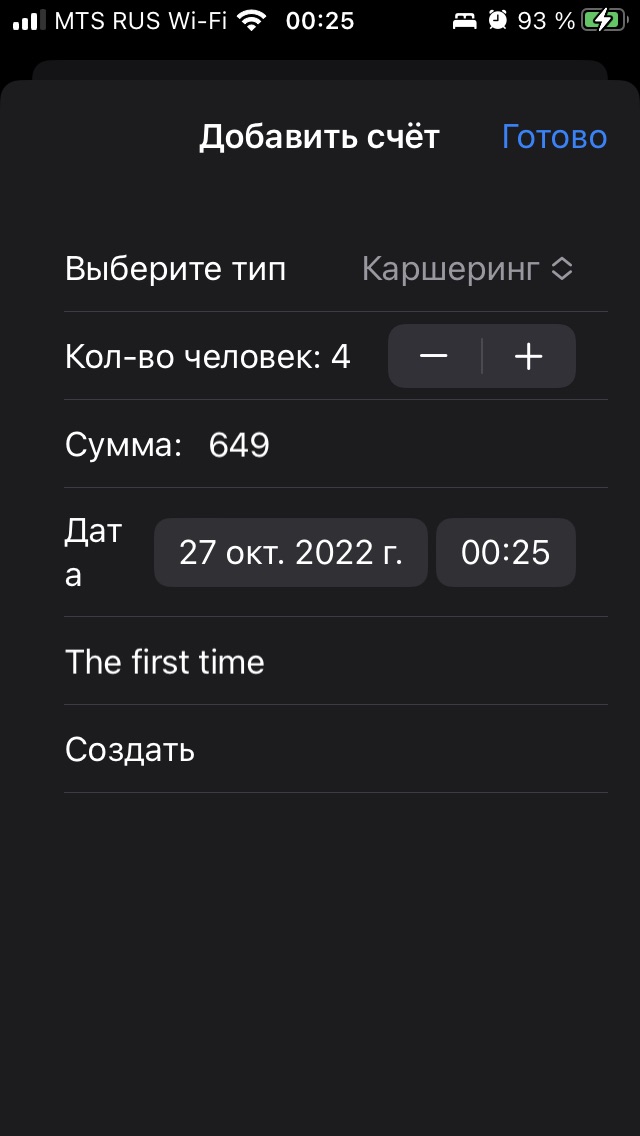 MTS RUS Wi-Fi 00:25 93 %
Добавить счёт Готово
Выберите тип Каршеринг
Кол-во человек: 4 − +
Сумма: 649
Дат
а 27 окт. 2022 г. 00:25
The first time
Создать